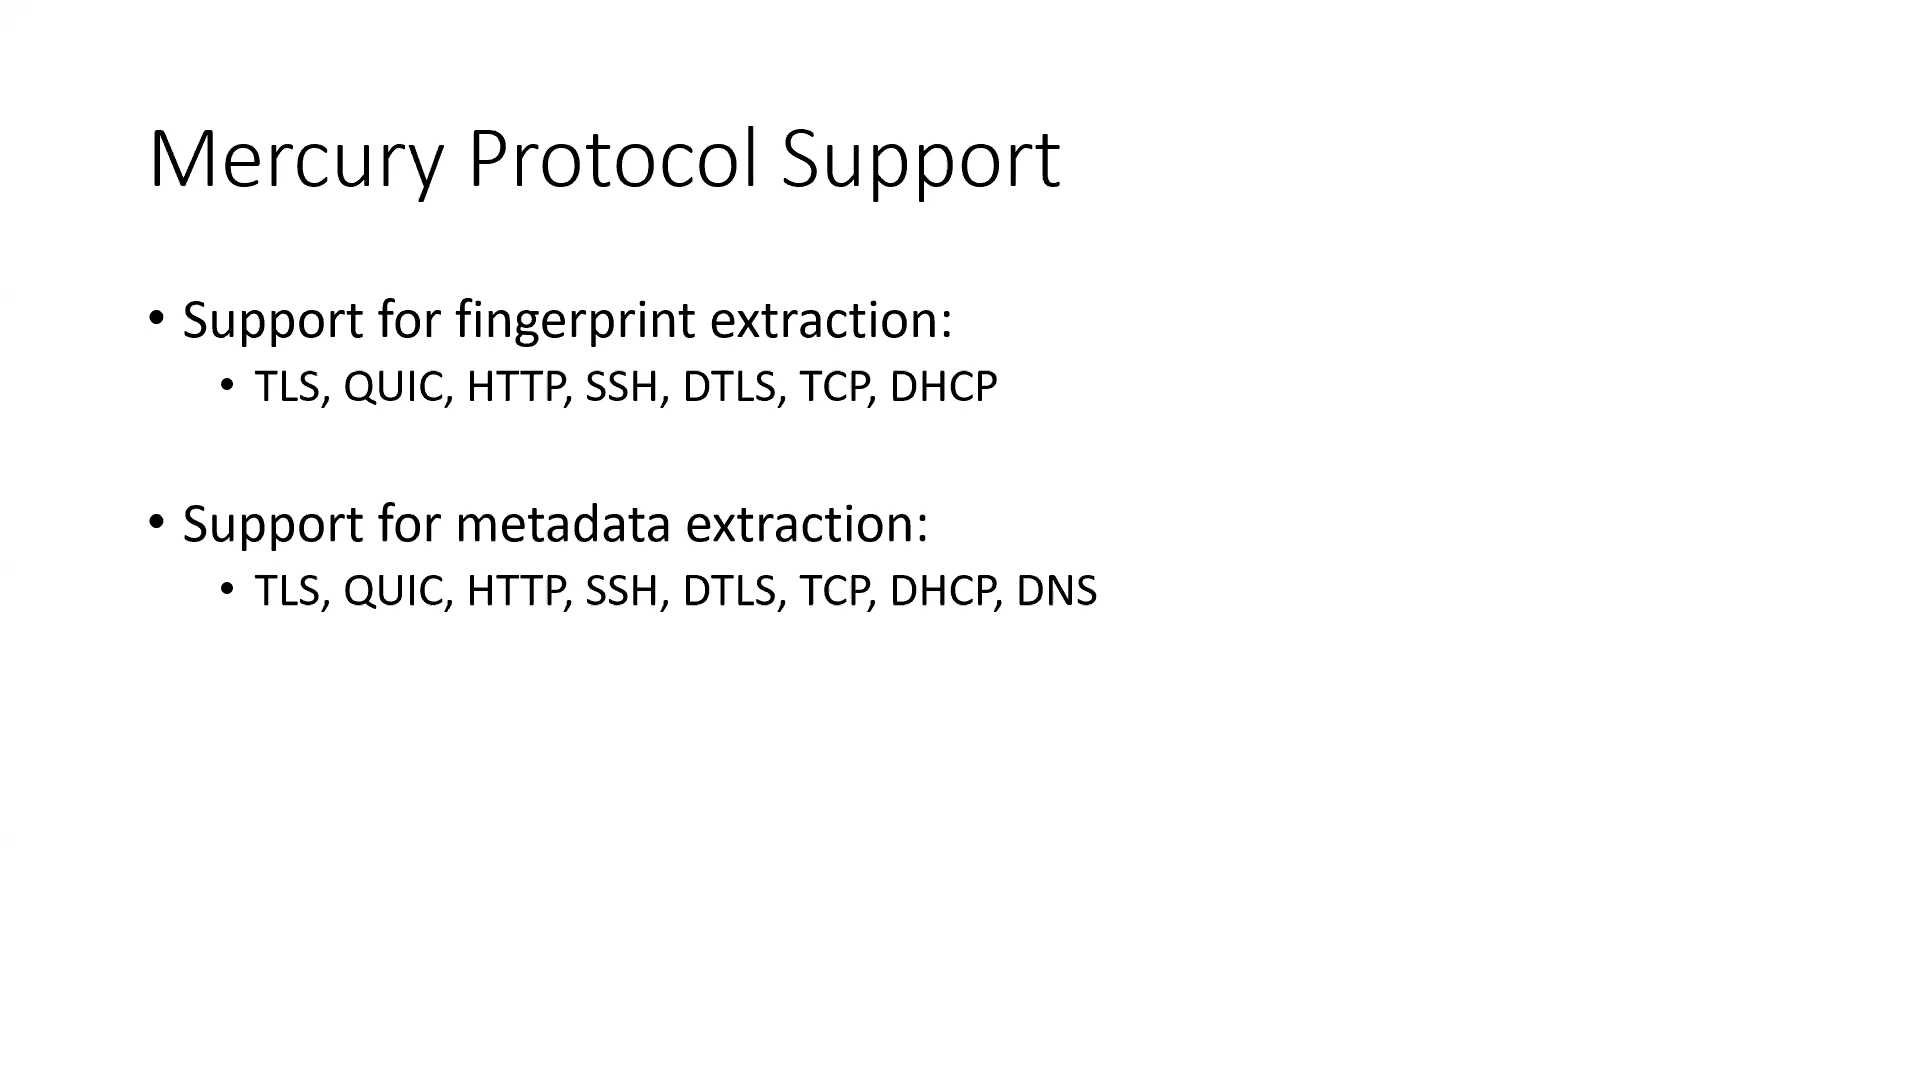 Mercury Protocol Support
• Support for fingerprint extraction:
• TLS, QUIC, HTTP, SSH, DTLS, TCP, DHCP
• Support for metadata extraction:
• TLS, QUIC, HTTP, SSH, DTLS, TCP, DHCP, DNS